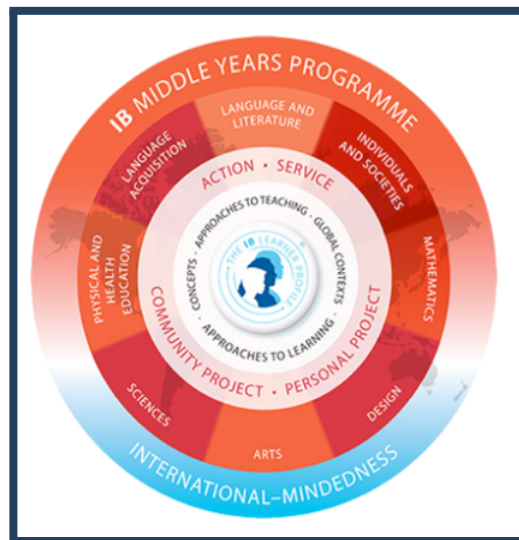 IB MIDDLE YEARS PROGRAMME
LANGUAGE AND
LITERATURE
INDIVIDUALS
AND SOCIETIES
MATHEMATICS
DESIGN
ARTS
SCIENCES
PHYSICAL AND
HEALTH
EDUCATION
LANGUAGE
ACQUISITION
ACTION • SERVICE
COMMUNITY PROJECT • PERSONAL PROJECT
CONCEPTS - APPROACHES TO TEACHING - GLOBAL CONTEXTS
· APPROACHES TO LEARNING ·
THE IB LEARNER PROFILE
®
INTERNATIONAL–MINDEDNESS